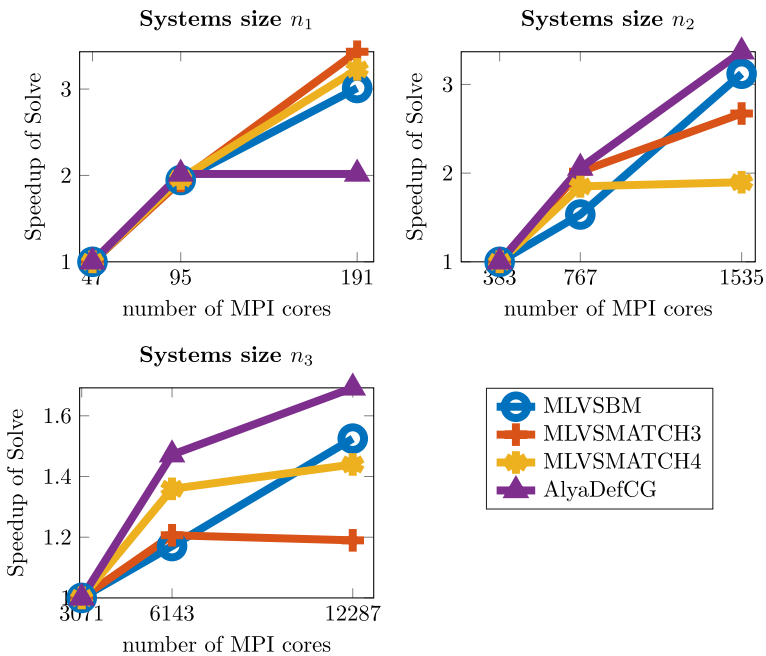 Systems size n1
Speedup of Solve
3
2
1
47
95
191
number of MPI cores
Systems size n2
Speedup of Solve
3
2
1
383
767
1535
number of MPI cores
Systems size n3
Speedup of Solve
1.6
1.4
1.2
1
3071
6143
12287
number of MPI cores
MLVSBM
MLVSMATCH3
MLVSMATCH4
AlyaDefCG